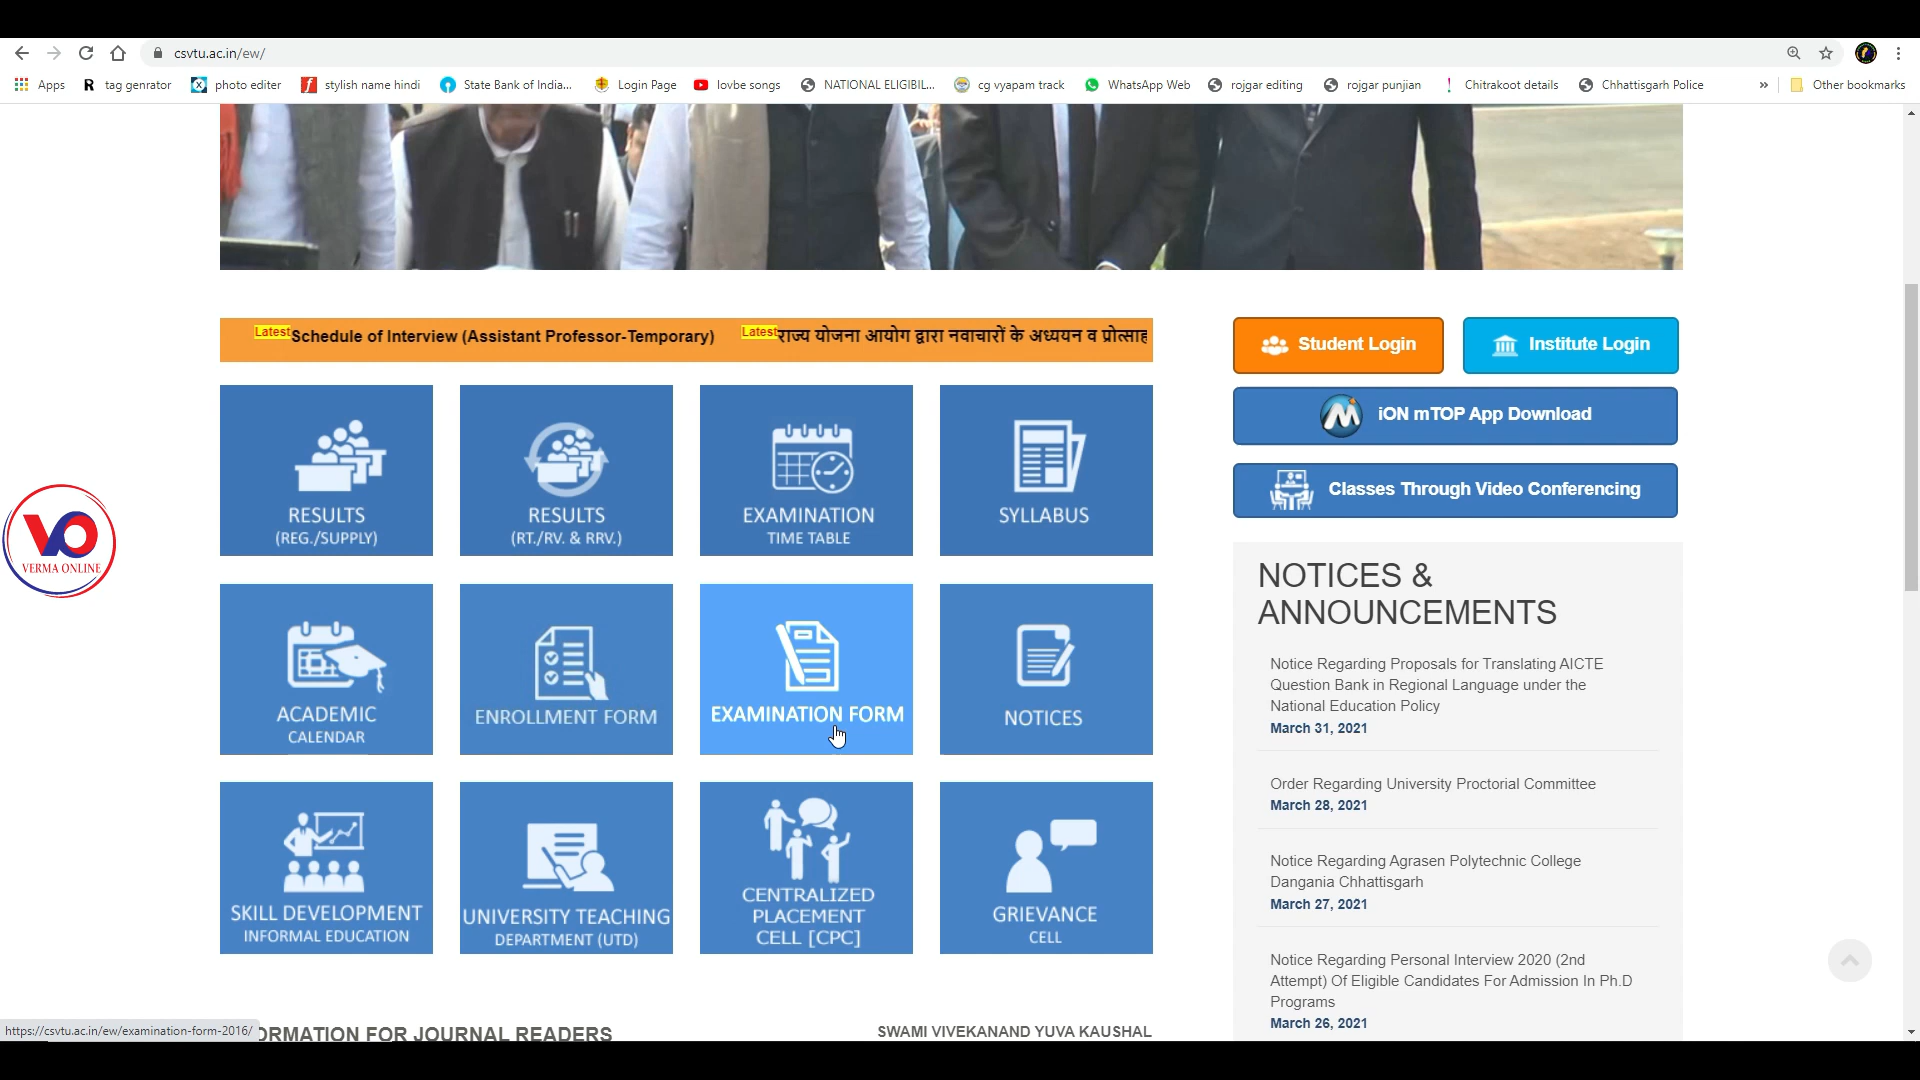 csvtu.ac.in/ew/
Apps
tag genrator
photo editer
stylish name hindi
State Bank of India...
Login Page
lovbe songs
NATIONAL ELIGIBIL...
cg vyapam track
WhatsApp Web
rojgar editing
rojgar punjian
Chitrakoot details
Chhattisgarh Police
»
Other bookmarks
Latest Schedule of Interview (Assistant Professor-Temporary) Latest राज्य योजना आयोग द्वारा नवाचारों के अध्ययन व प्रोत्साह
Student Login
Institute Login
iON mTOP App Download
Classes Through Video Conferencing
RESULTS
(REG./SUPPLY)
RESULTS
(RT./RV. & RRV.)
EXAMINATION
TIME TABLE
SYLLABUS
VO
VERMA ONLINE
ACADEMIC
CALENDAR
ENROLLMENT FORM
EXAMINATION FORM
NOTICES
SKILL DEVELOPMENT
INFORMAL EDUCATION
UNIVERSITY TEACHING
DEPARTMENT (UTD)
CENTRALIZED
PLACEMENT
CELL [CPC]
GRIEVANCE
CELL
NOTICES &
ANNOUNCEMENTS
Notice Regarding Proposals for Translating AICTE
Question Bank in Regional Language under the
National Education Policy
March 31, 2021
Order Regarding University Proctorial Committee
March 28, 2021
Notice Regarding Agrasen Polytechnic College
Dangania Chhattisgarh
March 27, 2021
Notice Regarding Personal Interview 2020 (2nd
Attempt) Of Eligible Candidates For Admission In Ph.D
Programs
March 26, 2021
https://csvtu.ac.in/ew/examination-form-2016/
ORMATION FOR JOURNAL READERS
SWAMI VIVEKANAND YUVA KAUSHAL